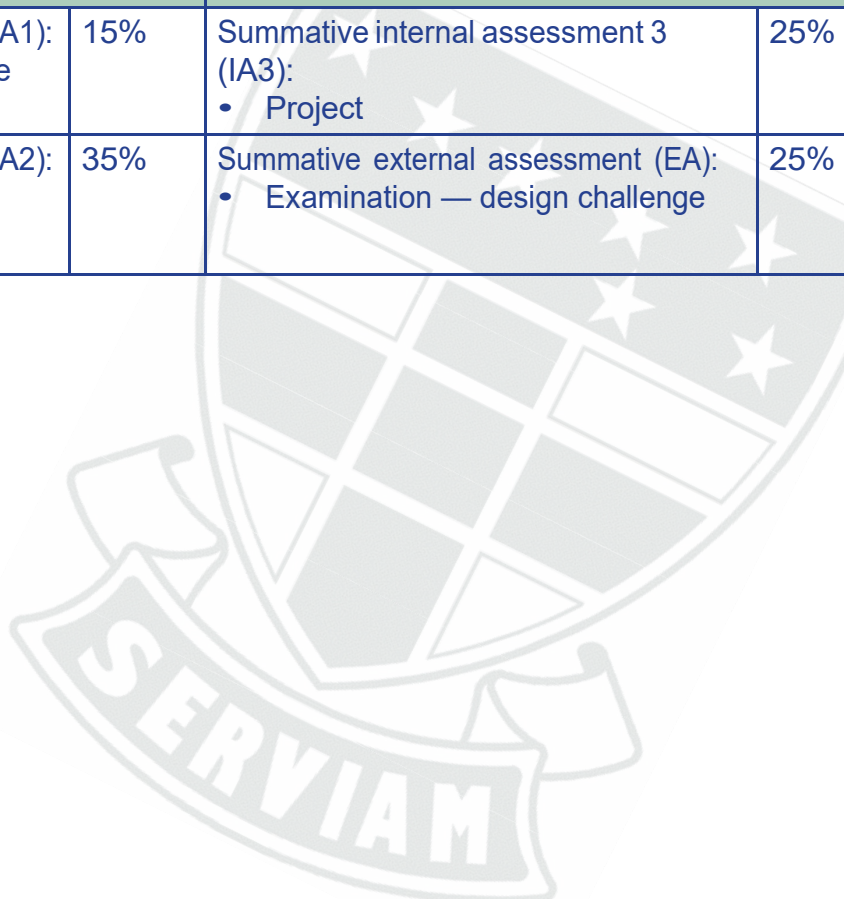 A1): 15% Summative internal assessment 3 25%
e (IA3):
• Project
A2): 35% Summative external assessment (EA): 25%
• Examination — design challenge
SERVIAM